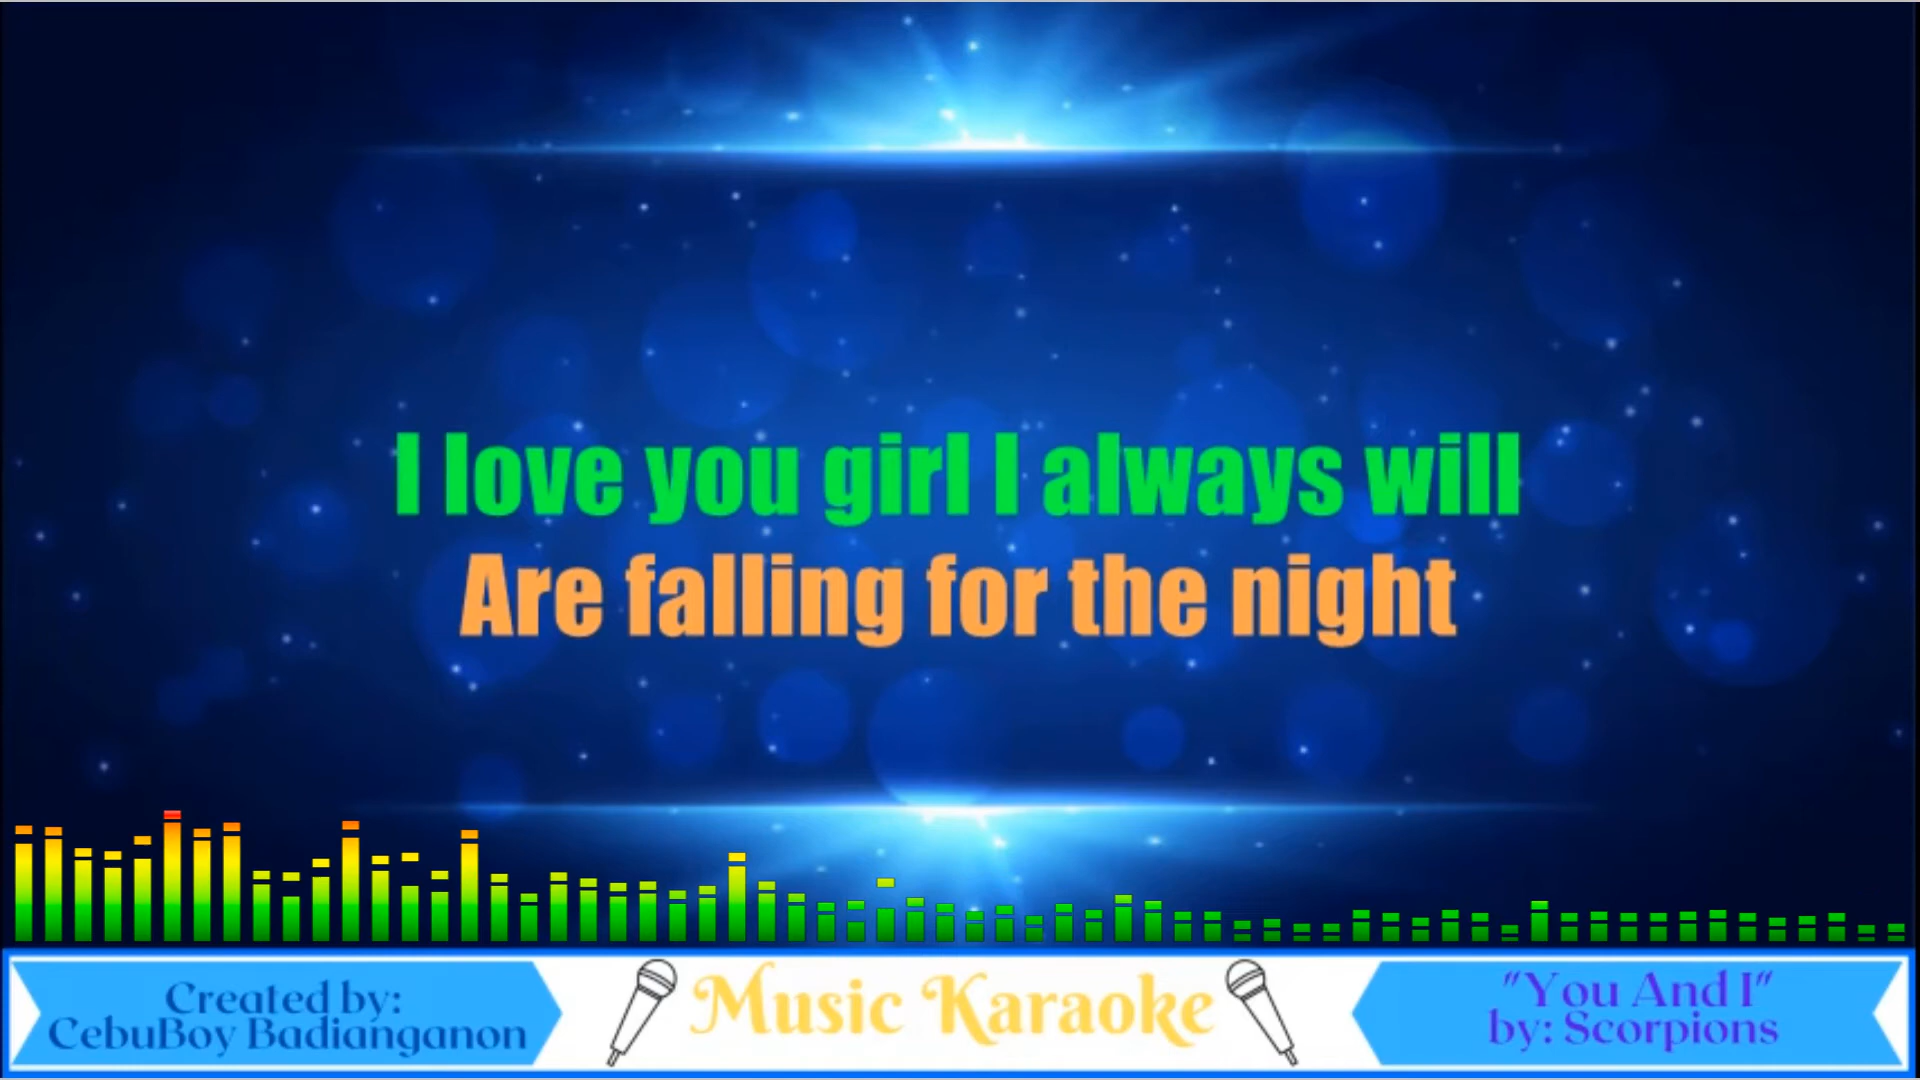 I love you girl I always will
Are falling for the night
Created by:
CebuBoy Badianganon
Music Karaoke
"You And I"
by: Scorpions